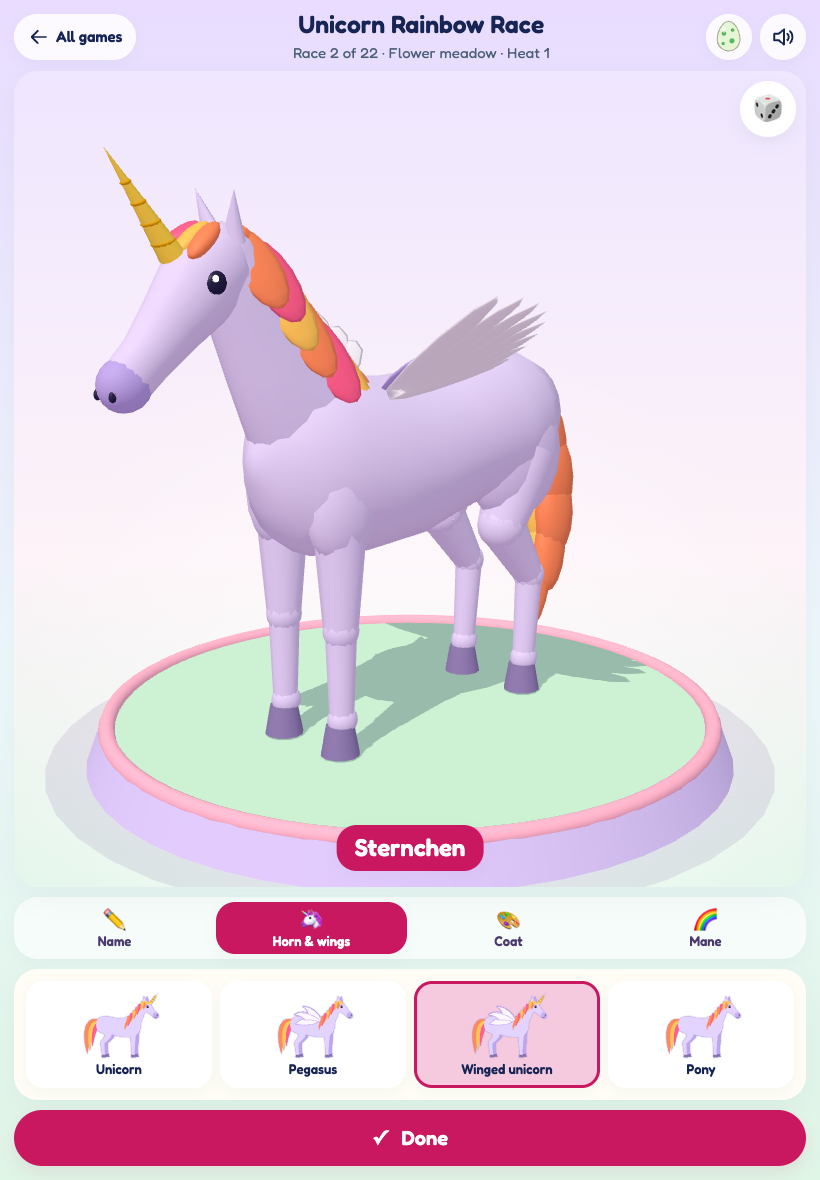 All games
Unicorn Rainbow Race
Race 2 of 22 · Flower meadow · Heat 1
Sternchen
Name
Horn & wings
Coat
Mane
Unicorn
Pegasus
Winged unicorn
Pony
✓ Done